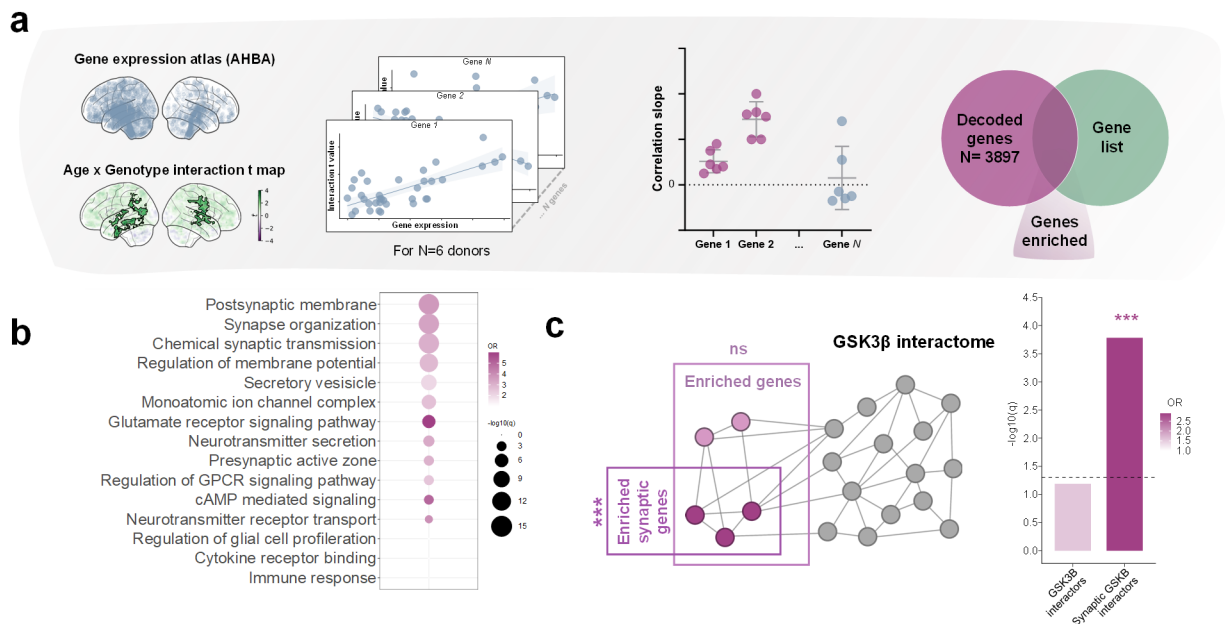 a
Gene expression atlas (AHBA)
Age x Genotype interaction t map
4
2
0
−2
−4
Gene N
Gene 2
Gene 1
Interaction t value
Gene expression
... N genes
For N=6 donors
Correlation slope
0
Gene 1
Gene 2
...
Gene N
Decoded
genes
N= 3897
Gene
list
Genes
enriched
b
Postsynaptic membrane
Synapse organization
Chemical synaptic transmission
Regulation of membrane potential
Secretory vesisicle
Monoatomic ion channel complex
Glutamate receptor signaling pathway
Neurotransmitter secretion
Presynaptic active zone
Regulation of GPCR signaling pathway
cAMP mediated signaling
Neurotransmitter receptor transport
Regulation of glial cell profileration
Cytokine receptor binding
Immune response
OR
5
4
3
2
-log10(q)
0
3
6
9
12
15
c
GSK3β interactome
ns
Enriched genes
***
Enriched
synaptic
genes
-log10(q)
4.5
4.0
3.5
3.0
2.5
2.0
1.5
1.0
0.5
0.0
***
GSK3B
interactors
Synaptic GSKB
interactors
OR
2.5
2.0
1.5
1.0